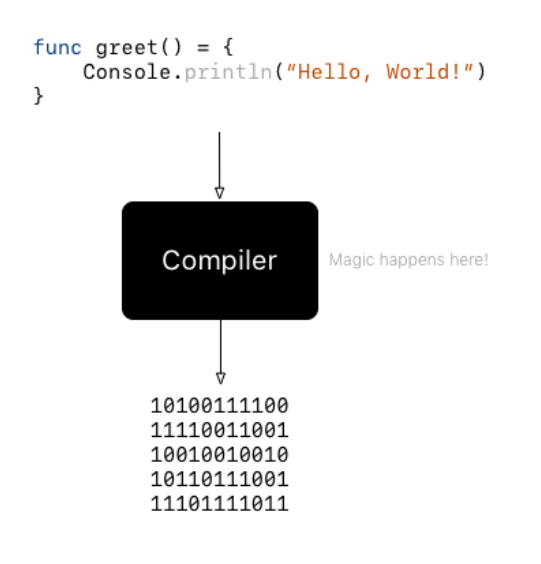 func greet() = {
    Console.println("Hello, World!")
}
Compiler
Magic happens here!
10100111100
11110011001
10010010010
10110111001
11101111011